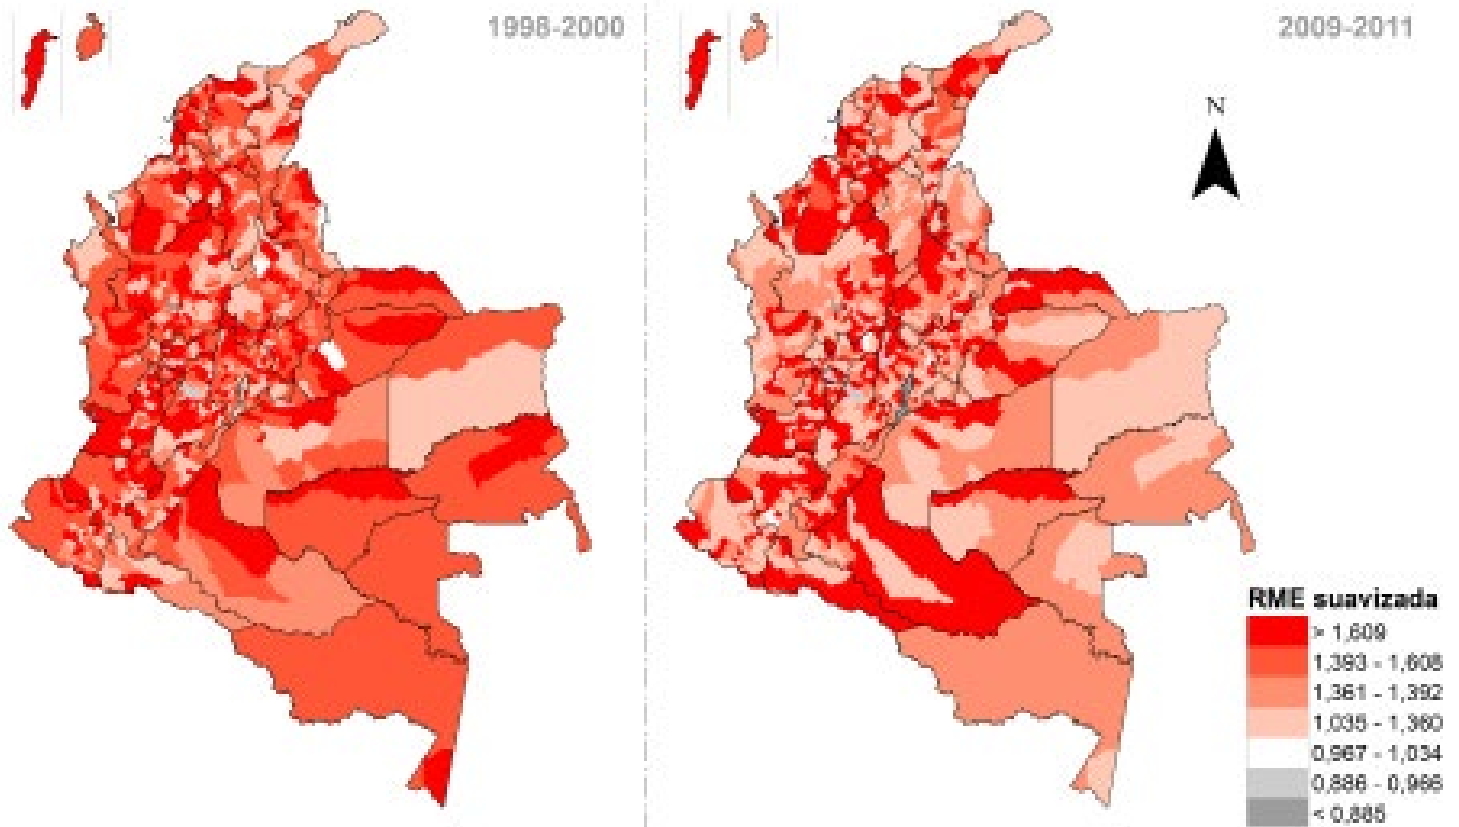 1998-2000
2009-2011
N
RME suavizada
> 1,609
1,393 - 1,608
1,361 - 1,392
1,035 - 1,360
0,967 - 1,034
0,886 - 0,966
< 0,885